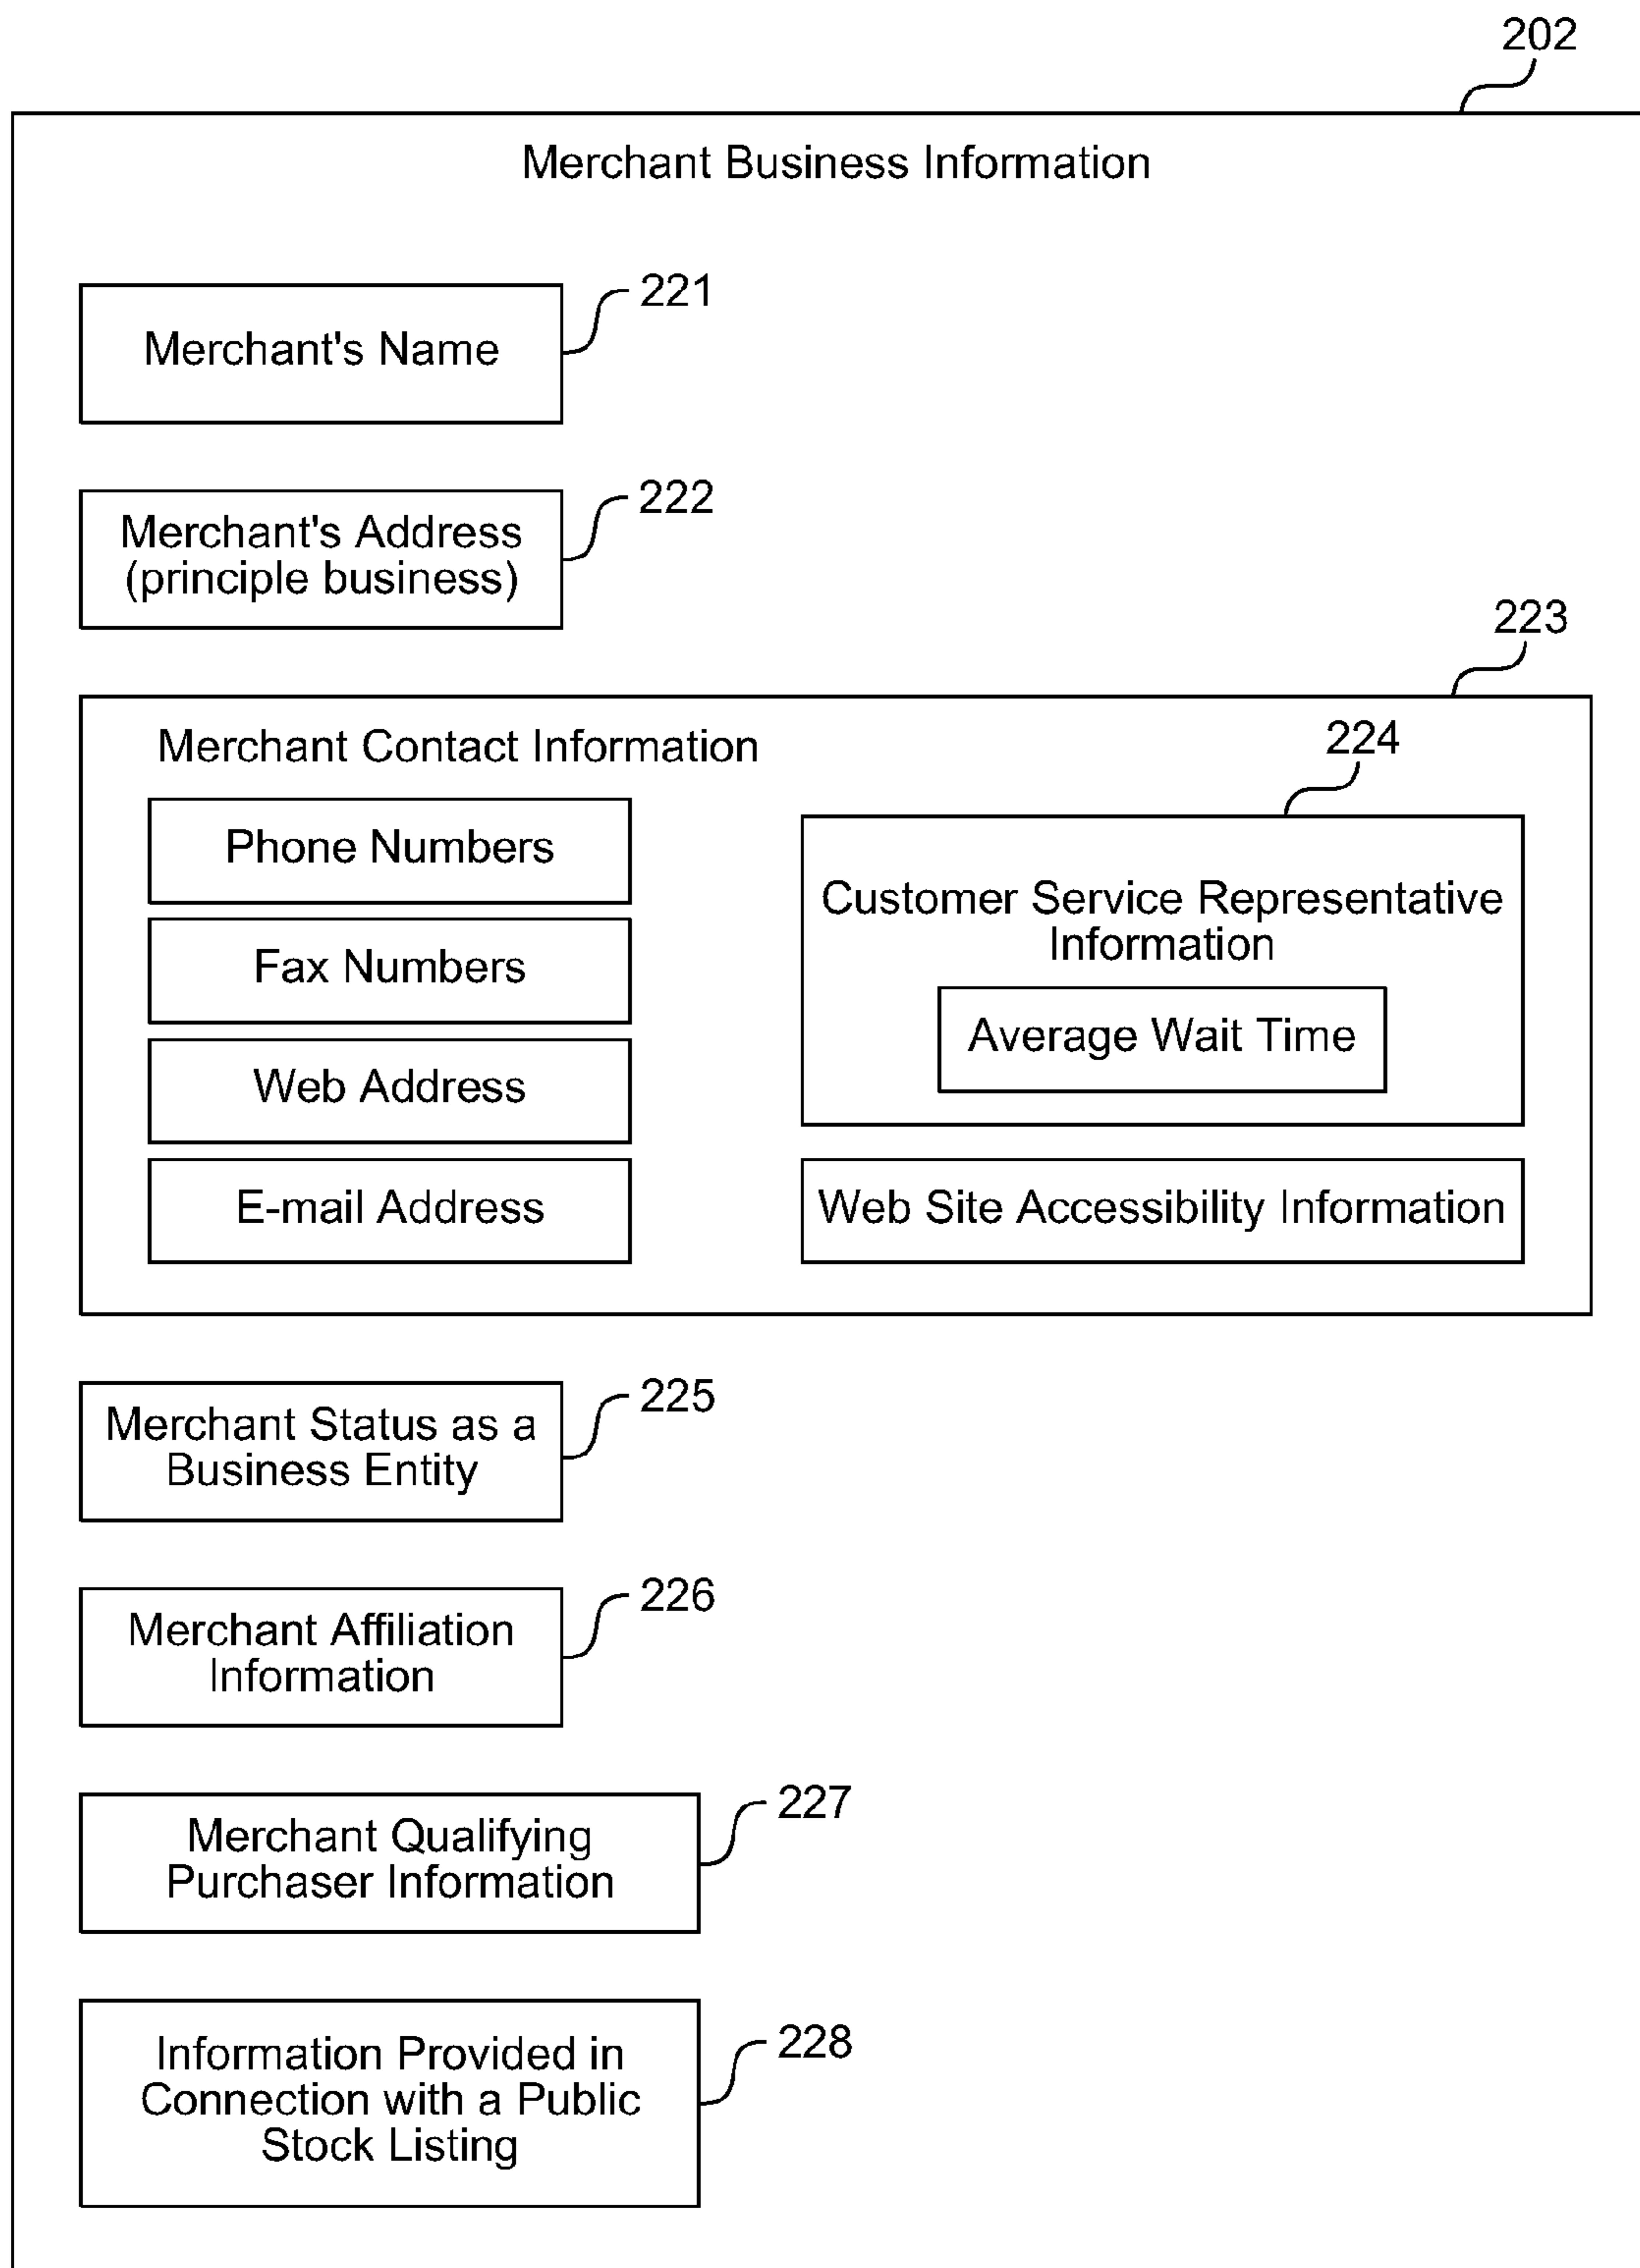 202
Merchant Business Information
221
Merchant's Name
222
Merchant's Address
(principle business)
223
Merchant Contact Information
224
Phone Numbers
Fax Numbers
Web Address
E-mail Address
Customer Service Representative
Information
Average Wait Time
Web Site Accessibility Information
225
Merchant Status as a
Business Entity
226
Merchant Affiliation
Information
227
Merchant Qualifying
Purchaser Information
228
Information Provided in
Connection with a Public
Stock Listing